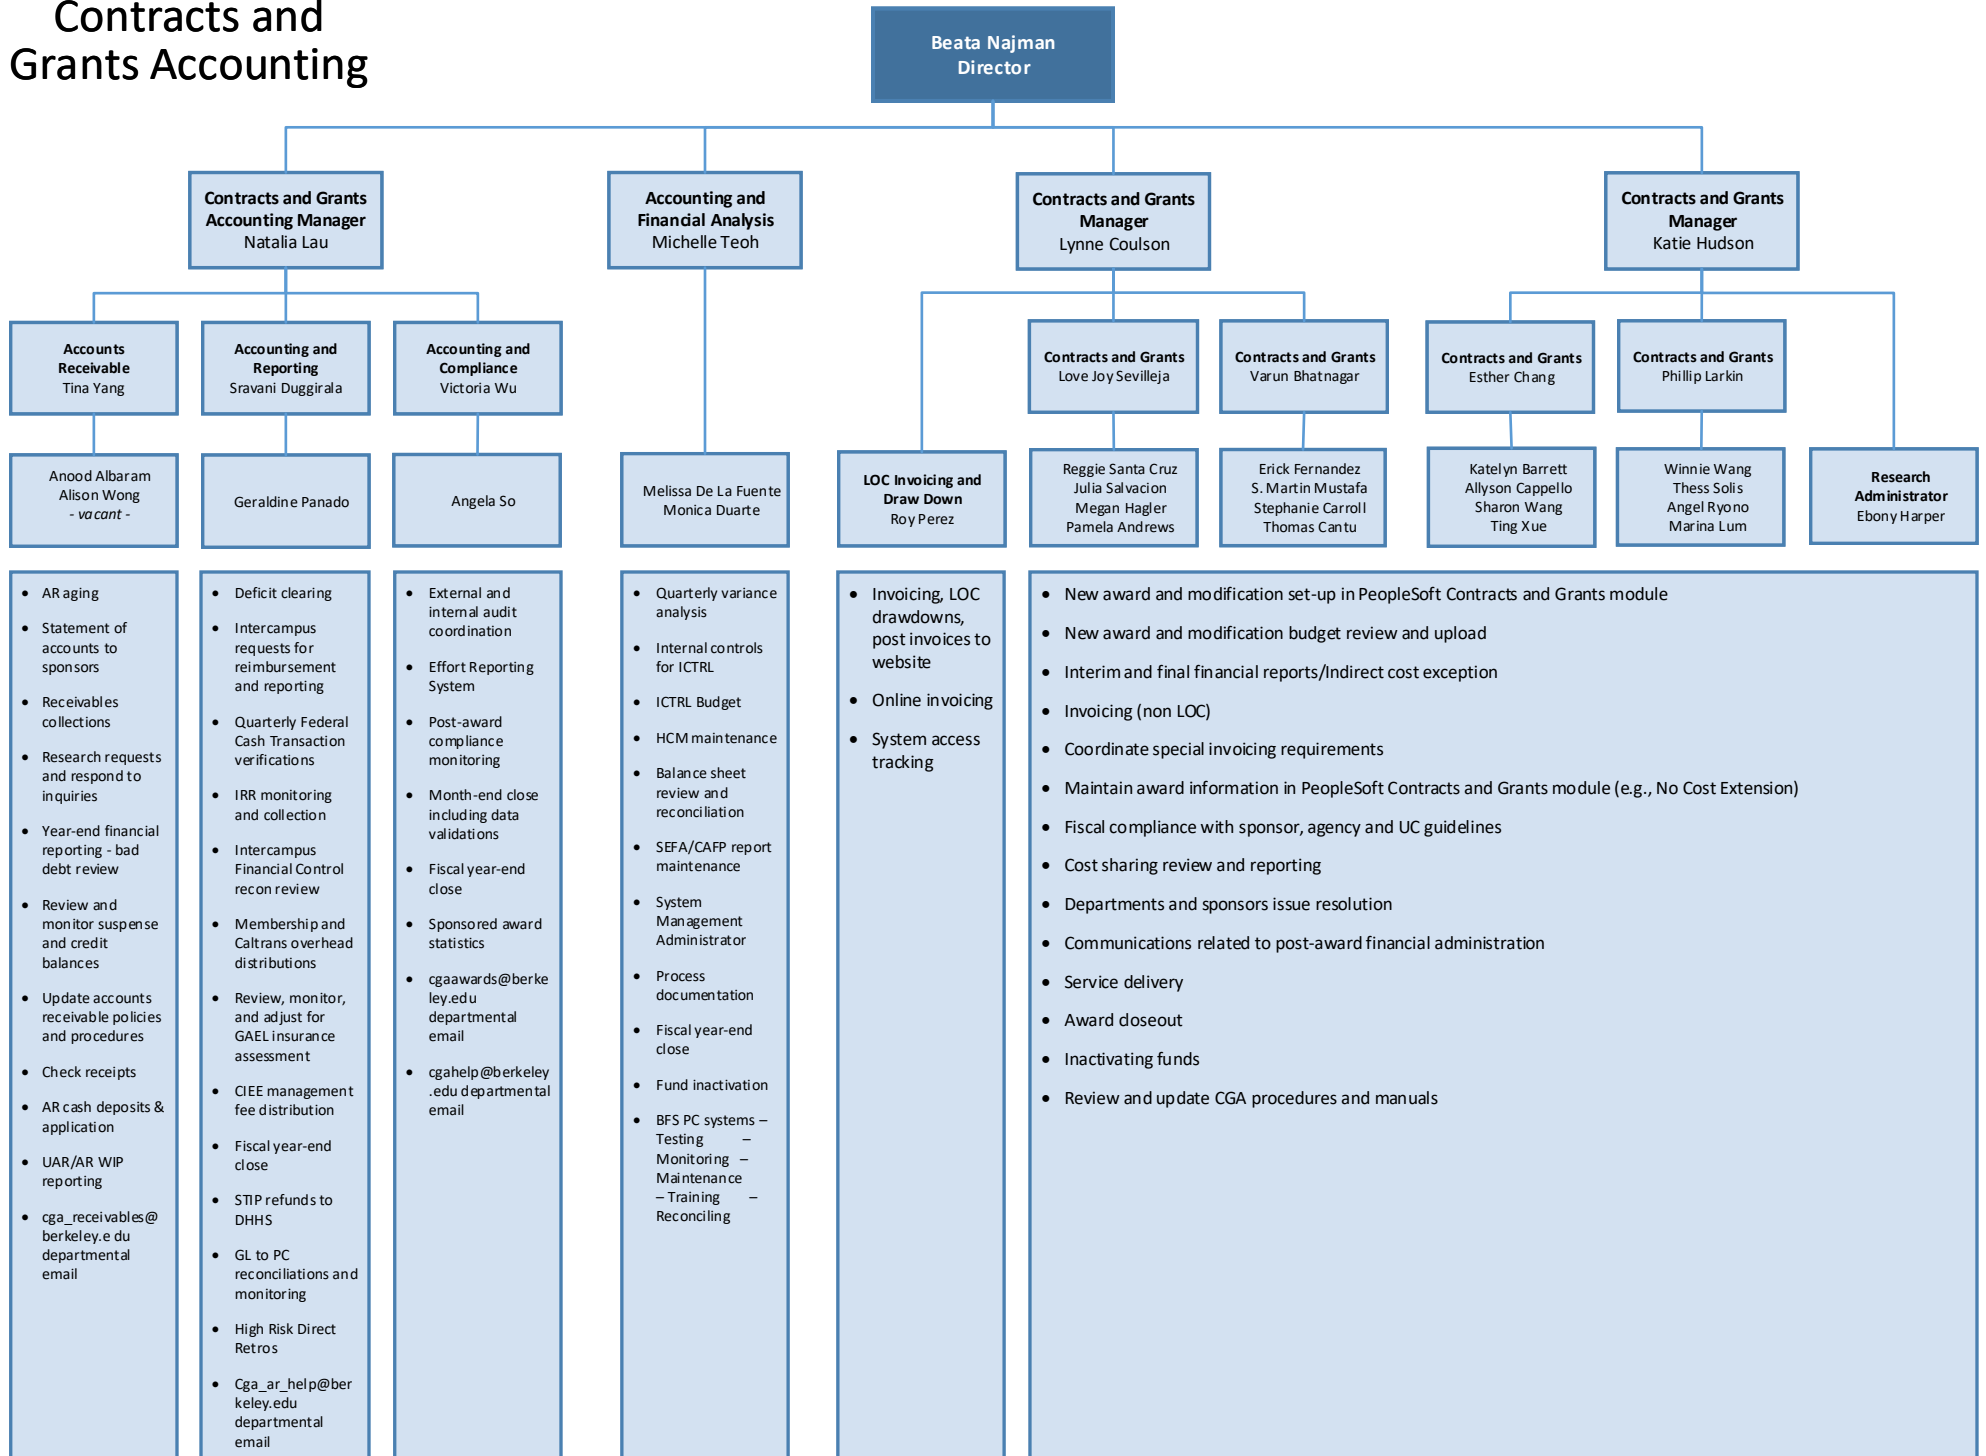 Contracts and
Grants Accounting
Beata Najman
Director
Contracts and Grants
Accounting Manager
Natalia Lau
Accounting and
Financial Analysis
Michelle Teoh
Contracts and Grants
Manager
Lynne Coulson
Contracts and Grants
Manager
Katie Hudson
Accounts
Receivable
Tina Yang
Accounting and
Reporting
Sravani Duggirala
Accounting and
Compliance
Victoria Wu
Contracts and Grants
Love Joy Sevilleja
Contracts and Grants
Varun Bhatnagar
Contracts and Grants
Esther Chang
Contracts and Grants
Phillip Larkin
Anood Albaram
Alison Wong
- vacant -
Geraldine Panado
Angela So
Melissa De La Fuente
Monica Duarte
LOC Invoicing and
Draw Down
Roy Perez
Reggie Santa Cruz
Julia Salvacion
Megan Hagler
Pamela Andrews
Erick Fernandez
S. Martin Mustafa
Stephanie Carroll
Thomas Cantu
Katelyn Barrett
Allyson Cappello
Sharon Wang
Ting Xue
Winnie Wang
Thess Solis
Angel Ryono
Marina Lum
Research
Administrator
Ebony Harper
• AR aging
• Statement of
accounts to
sponsors
• Receivables
collections
• Research requests
and respond to
inquiries
• Year-end financial
reporting - bad
debt review
• Review and
monitor suspense
and credit
balances
• Update accounts
receivable policies
and procedures
• Check receipts
• AR cash deposits &
application
• UAR/AR WIP
reporting
• cga_receivables@
berkeley.e du
departmental
email
• Deficit clearing
• Intercampus
requests for
reimbursement
and reporting
• Quarterly Federal
Cash Transaction
verifications
• IRR monitoring
and collection
• Intercampus
Financial Control
recon review
• Membership and
Caltrans overhead
distributions
• Review, monitor,
and adjust for
GAEL insurance
assessment
• CIEE management
fee distribution
• Fiscal year-end
close
• STIP refunds to
DHHS
• GL to PC
reconciliations and
monitoring
• High Risk Direct
Retros
• Cga_ar_help@ber
keley.edu
departmental
email
• External and
internal audit
coordination
• Effort Reporting
System
• Post-award
compliance
monitoring
• Month-end close
including data
validations
• Fiscal year-end
close
• Sponsored award
statistics
• cgaawards@berke
ley.edu
departmental
email
• cgahelp@berkeley
.edu departmental
email
• Quarterly variance
analysis
• Internal controls
for ICTRL
• ICTRL Budget
• HCM maintenance
• Balance sheet
review and
reconciliation
• SEFA/CAFP report
maintenance
• System
Management
Administrator
• Process
documentation
• Fiscal year-end
close
• Fund inactivation
• BFS PC systems –
Testing –
Monitoring –
Maintenance
– Training –
Reconciling
• Invoicing, LOC
drawdowns,
post invoices to
website
• Online invoicing
• System access
tracking
• New award and modification set-up in PeopleSoft Contracts and Grants module
• New award and modification budget review and upload
• Interim and final financial reports/Indirect cost exception
• Invoicing (non LOC)
• Coordinate special invoicing requirements
• Maintain award information in PeopleSoft Contracts and Grants module (e.g., No Cost Extension)
• Fiscal compliance with sponsor, agency and UC guidelines
• Cost sharing review and reporting
• Departments and sponsors issue resolution
• Communications related to post-award financial administration
• Service delivery
• Award closeout
• Inactivating funds
• Review and update CGA procedures and manuals